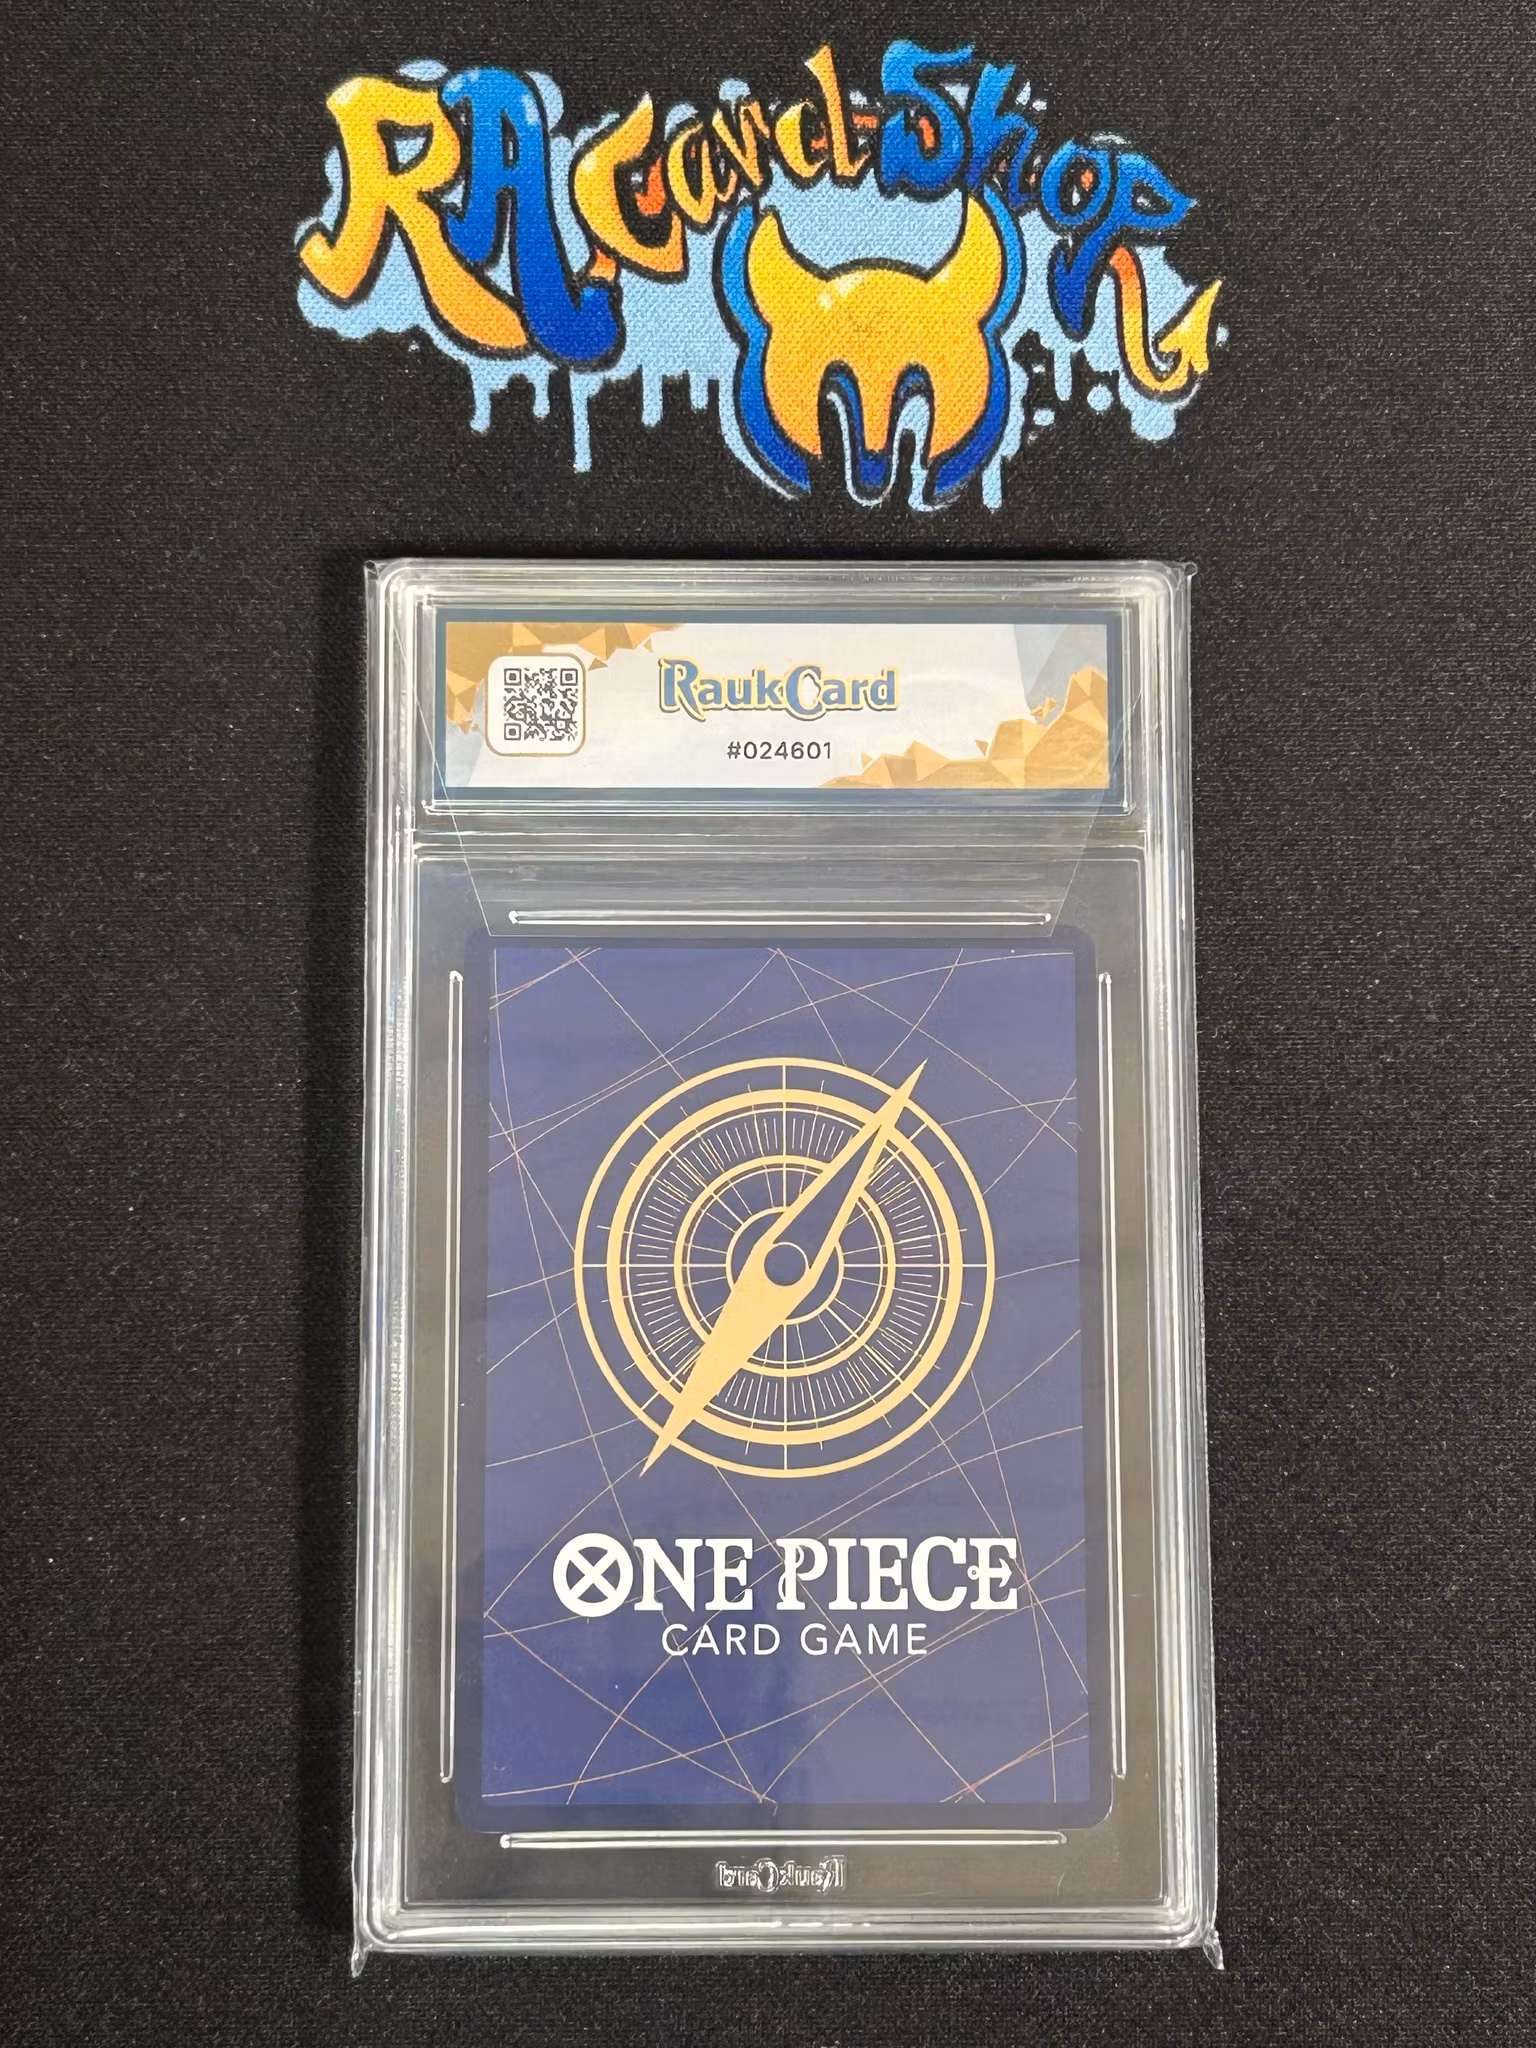 RA Card-Shop
RaukCard
#024601
ONE PIECE
CARD GAME
RaukCard